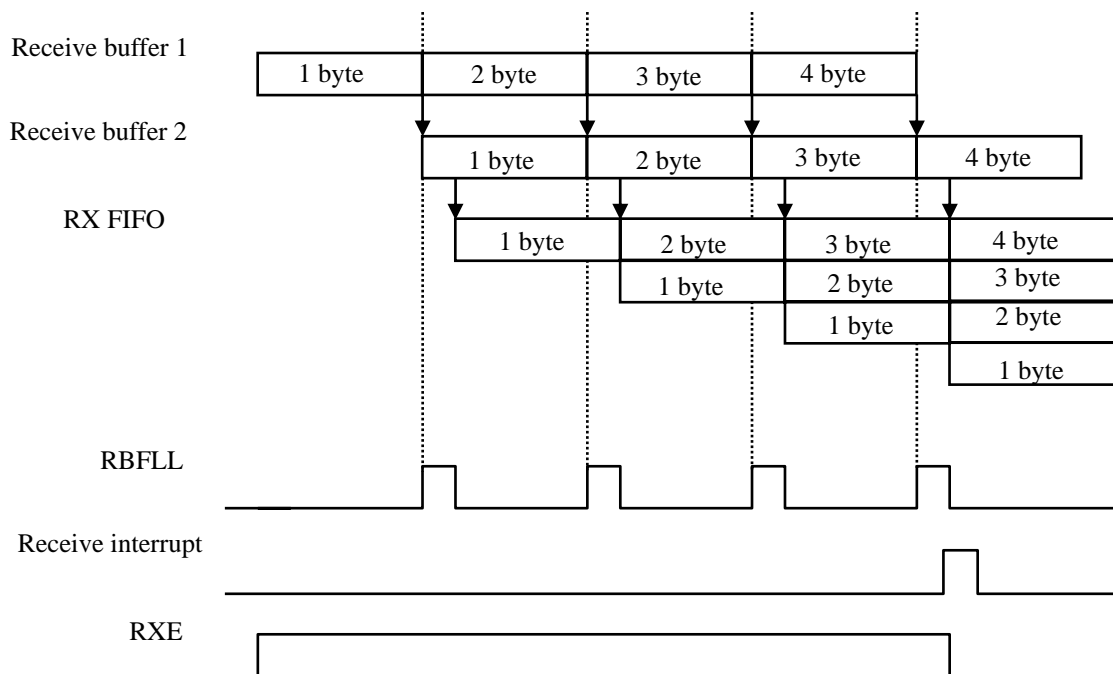 Receive buffer 1
1 byte 2 byte 3 byte 4 byte
Receive buffer 2
1 byte 2 byte 3 byte 4 byte
RX FIFO
1 byte 2 byte 3 byte 4 byte
1 byte 2 byte 3 byte
1 byte 2 byte
1 byte
RBFLL
Receive interrupt
RXE